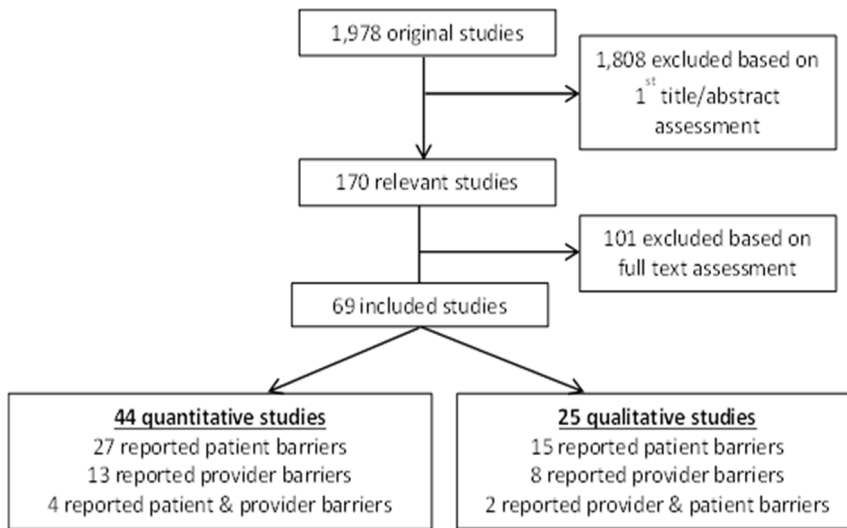 1,978 original studies
1,808 excluded based on
1st title/abstract
assessment
170 relevant studies
101 excluded based on
full text assessment
69 included studies
44 quantitative studies
27 reported patient barriers
13 reported provider barriers
4 reported patient & provider barriers
25 qualitative studies
15 reported patient barriers
8 reported provider barriers
2 reported provider & patient barriers